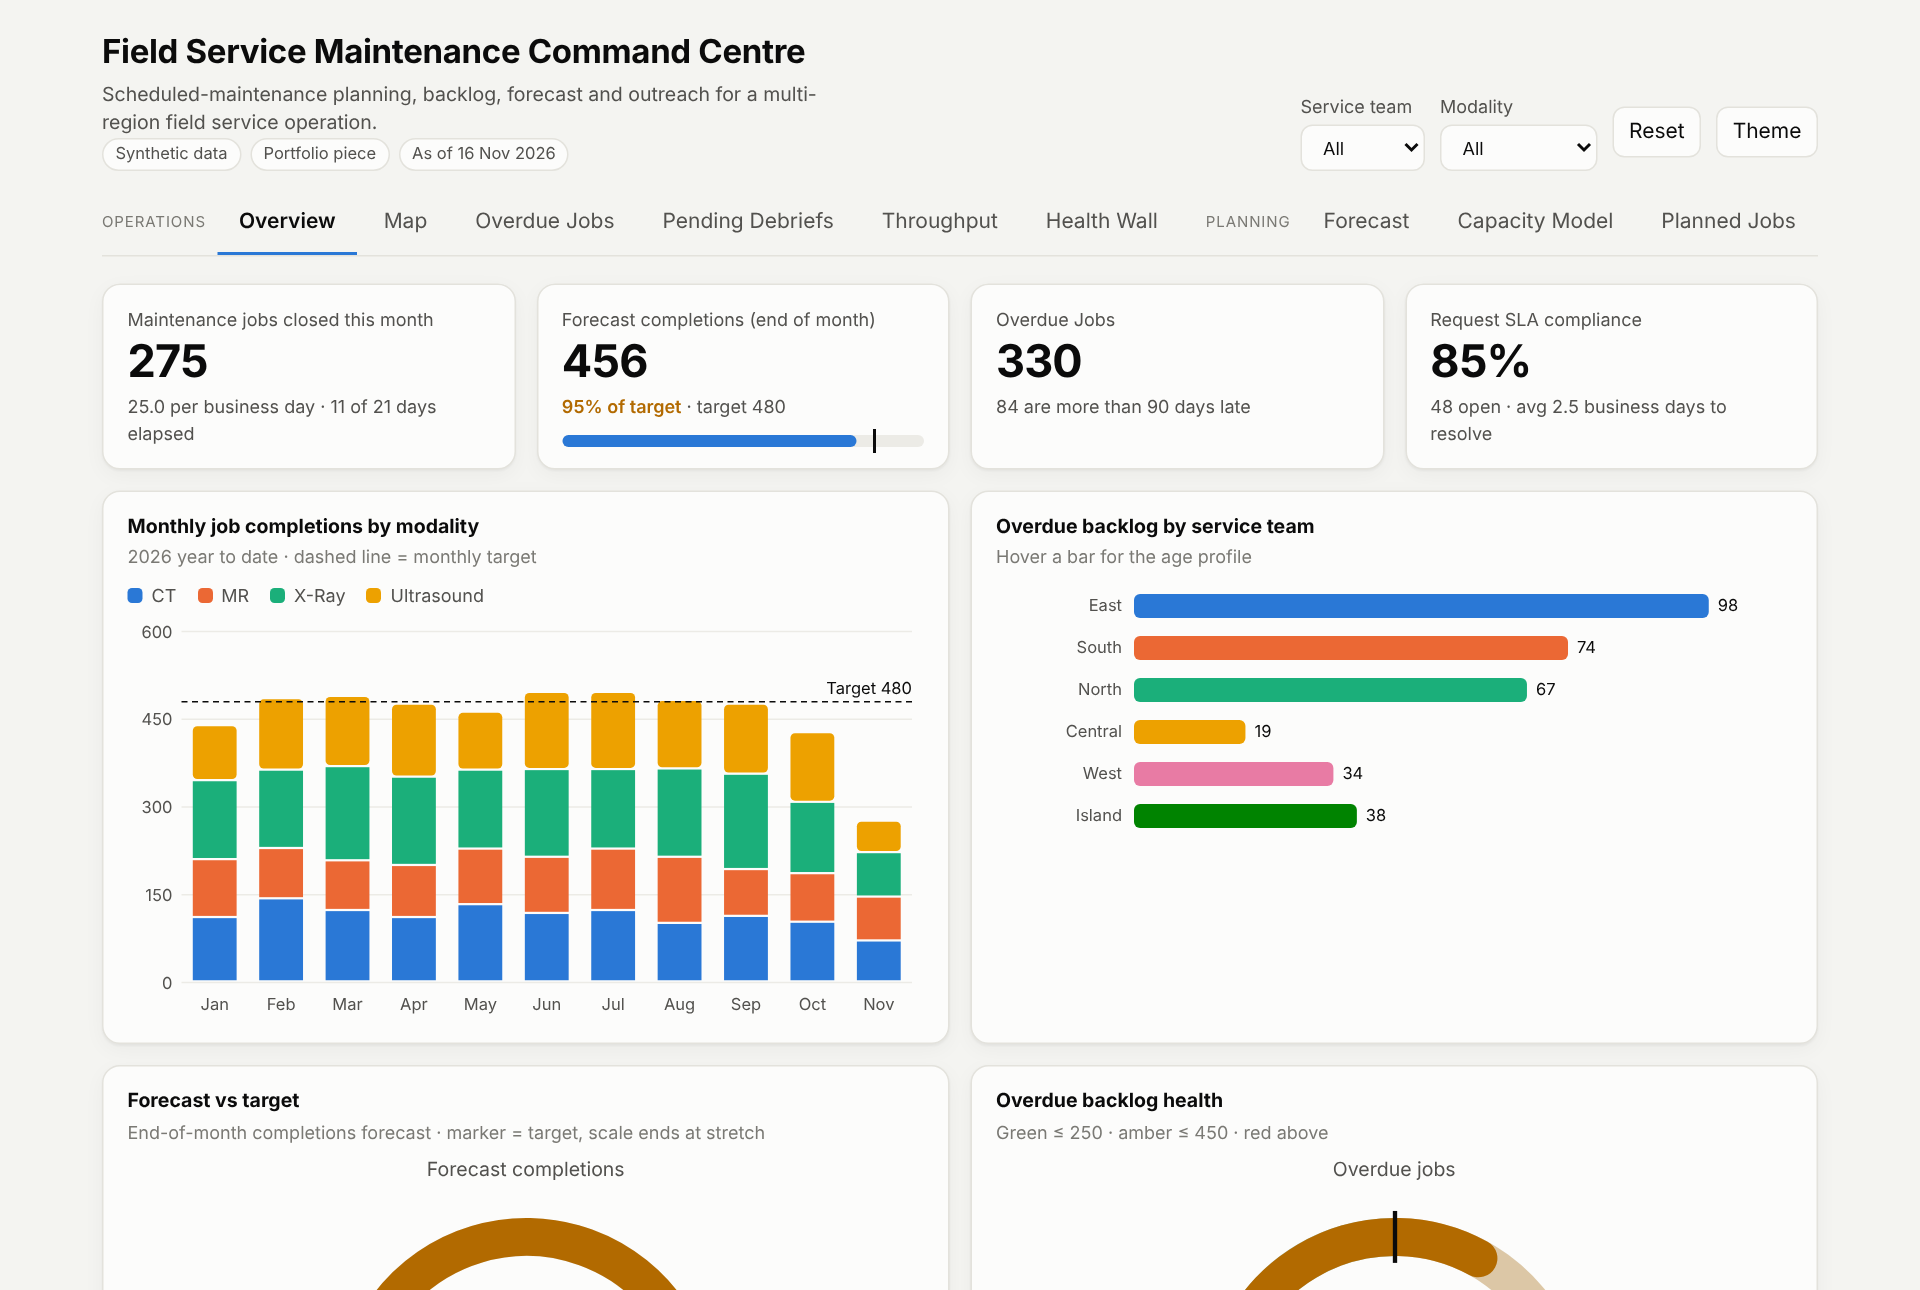 Field Service Maintenance Command Centre
Scheduled-maintenance planning, backlog, forecast and outreach for a multi-
region field service operation.
Synthetic data
Portfolio piece
As of 16 Nov 2026
Service team
All
Modality
All
Reset
Theme
OPERATIONS
Overview
Map
Overdue Jobs
Pending Debriefs
Throughput
Health Wall
PLANNING
Forecast
Capacity Model
Planned Jobs
Maintenance jobs closed this month
275
25.0 per business day · 11 of 21 days
elapsed
Forecast completions (end of month)
456
95% of target · target 480
Overdue Jobs
330
84 are more than 90 days late
Request SLA compliance
85%
48 open · avg 2.5 business days to
resolve
Monthly job completions by modality
2026 year to date · dashed line = monthly target
CT
MR
X-Ray
Ultrasound
600
Target 480
450
300
150
0
Jan
Feb
Mar
Apr
May
Jun
Jul
Aug
Sep
Oct
Nov
Overdue backlog by service team
Hover a bar for the age profile
East 98
South 74
North 67
Central 19
West 34
Island 38
Forecast vs target
End-of-month completions forecast · marker = target, scale ends at stretch
Forecast completions
Overdue backlog health
Green ≤ 250 · amber ≤ 450 · red above
Overdue jobs